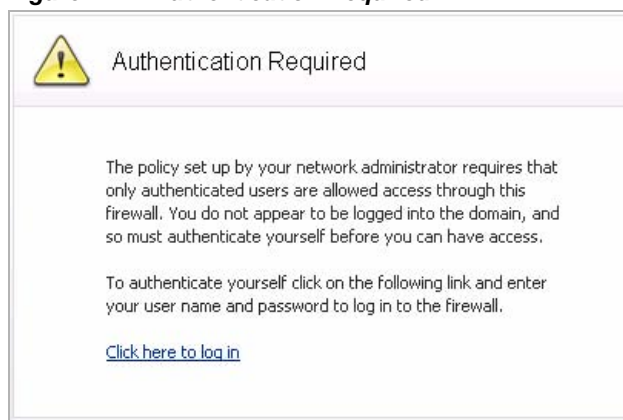 Authentication Required
The policy set up by your network administrator requires that
only authenticated users are allowed access through this
firewall. You do not appear to be logged into the domain, and
so must authenticate yourself before you can have access.
To authenticate yourself click on the following link and enter
your user name and password to log in to the firewall.
Click here to log in